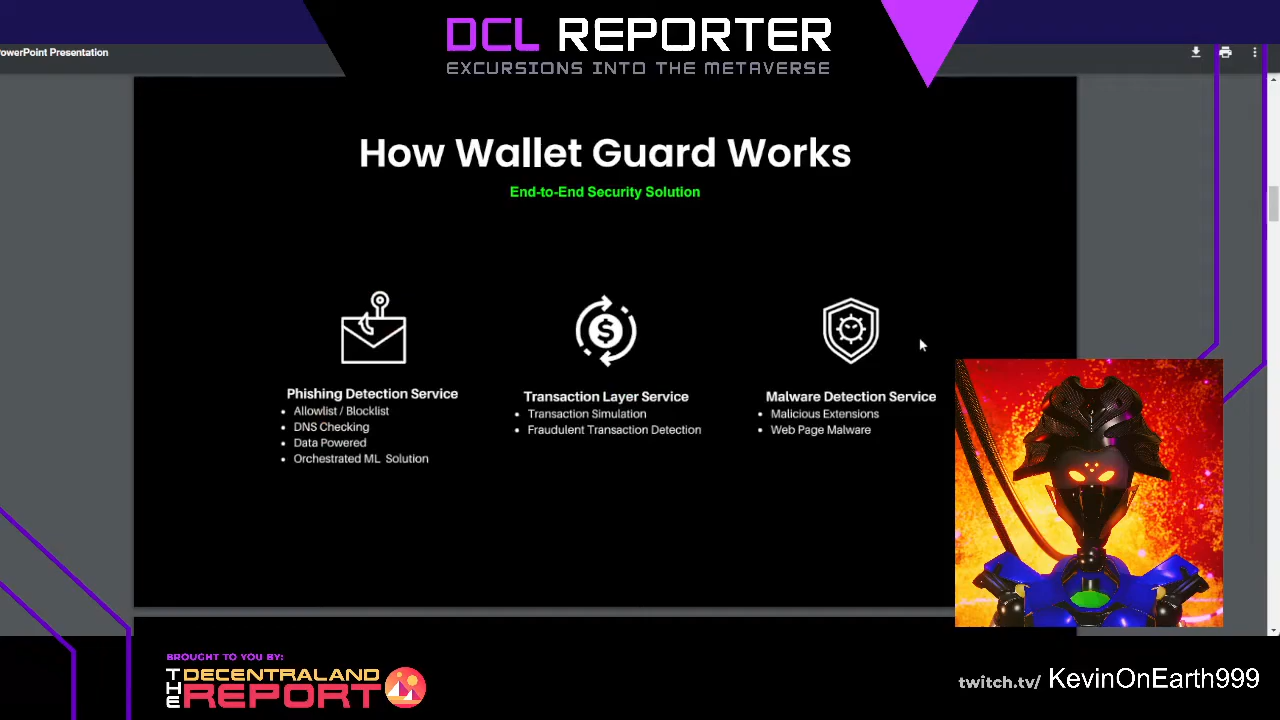 DCL REPORTER
EXCURSIONS INTO THE METAVERSE
PowerPoint Presentation
How Wallet Guard Works
End-to-End Security Solution
Phishing Detection Service
• Allowlist / Blocklist
• DNS Checking
• Data Powered
• Orchestrated ML Solution
Transaction Layer Service
• Transaction Simulation
• Fraudulent Transaction Detection
Malware Detection Service
• Malicious Extensions
• Web Page Malware
BROUGHT TO YOU BY:
THE DECENTRALAND
REPORT
twitch.tv/ KevinOnEarth999